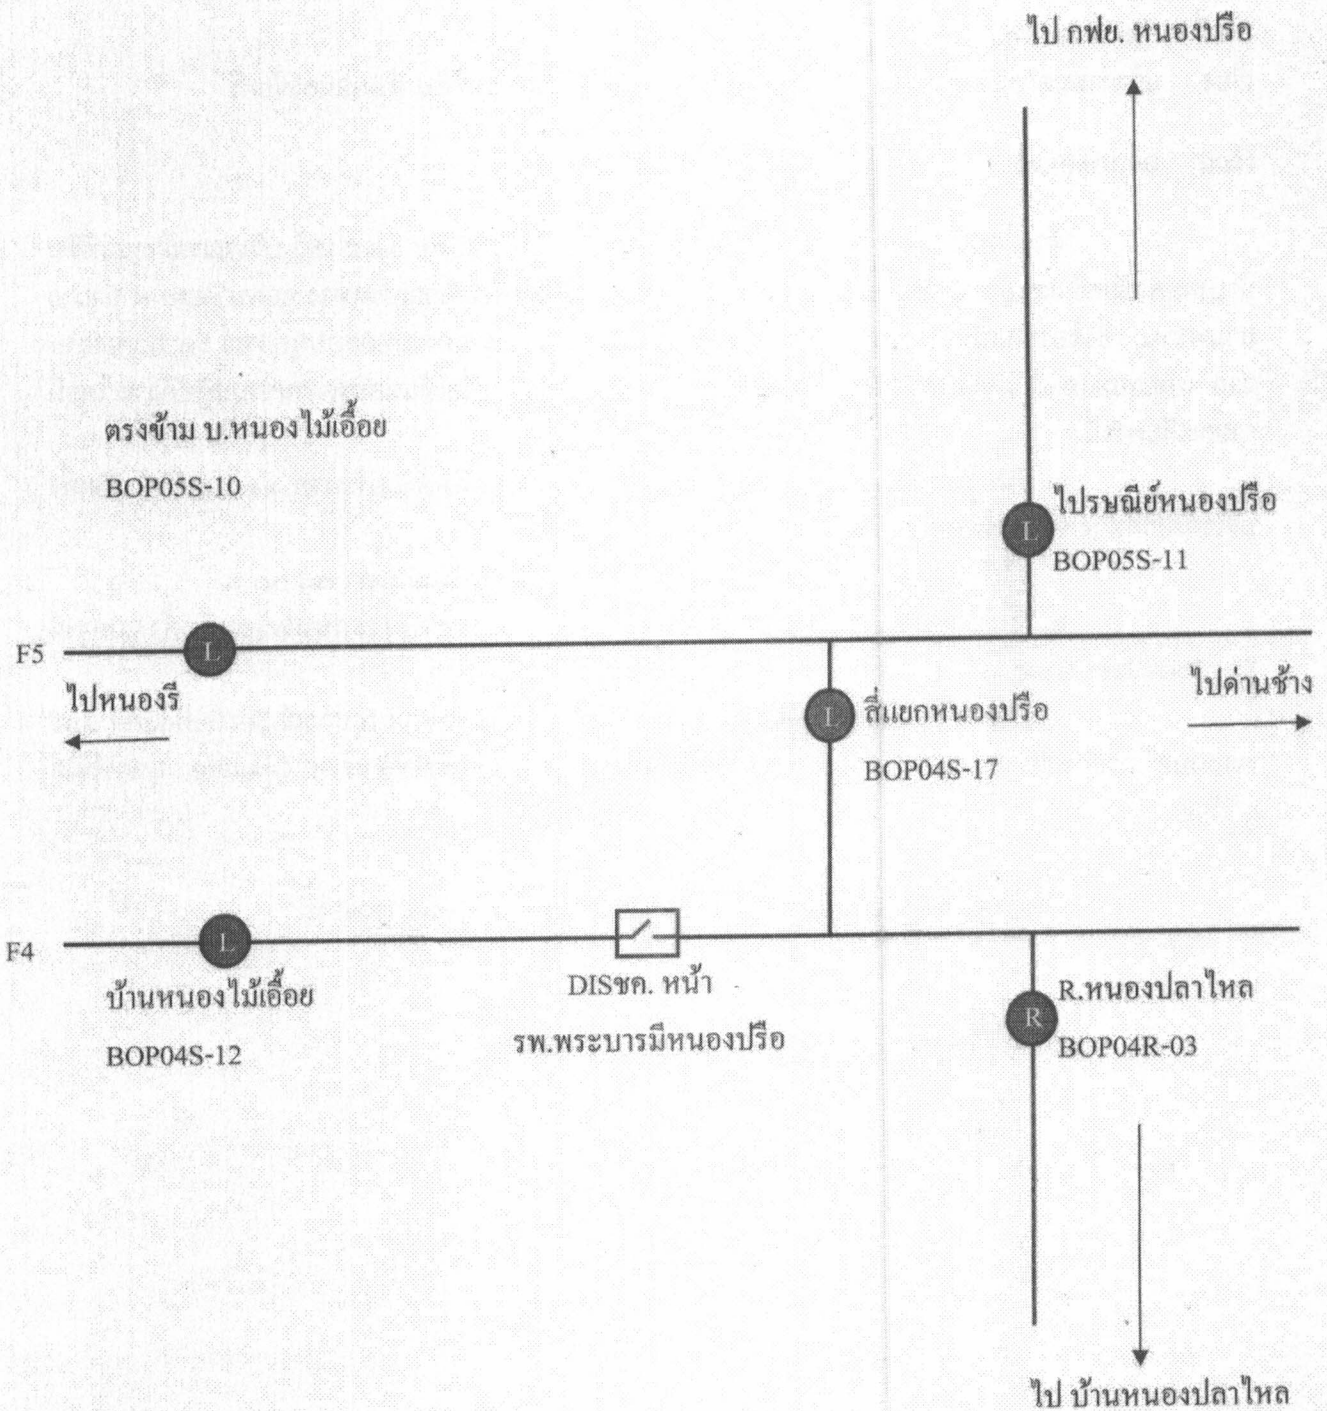 ไป กฟย. หนองปรือ
ตรงข้าม บ.หนองไม้เอื้อย
BOP05S-10
L
ไปรษณีย์หนองปรือ
BOP05S-11
F5
L
ไปหนองรี
L
สี่แยกหนองปรือ
BOP04S-17
ไปด่านช้าง
F4
L
บ้านหนองไม้เอื้อย
BOP04S-12
DISชค. หน้า
รพ.พระบารมีหนองปรือ
R
R.หนองปลาไหล
BOP04R-03
ไป บ้านหนองปลาไหล